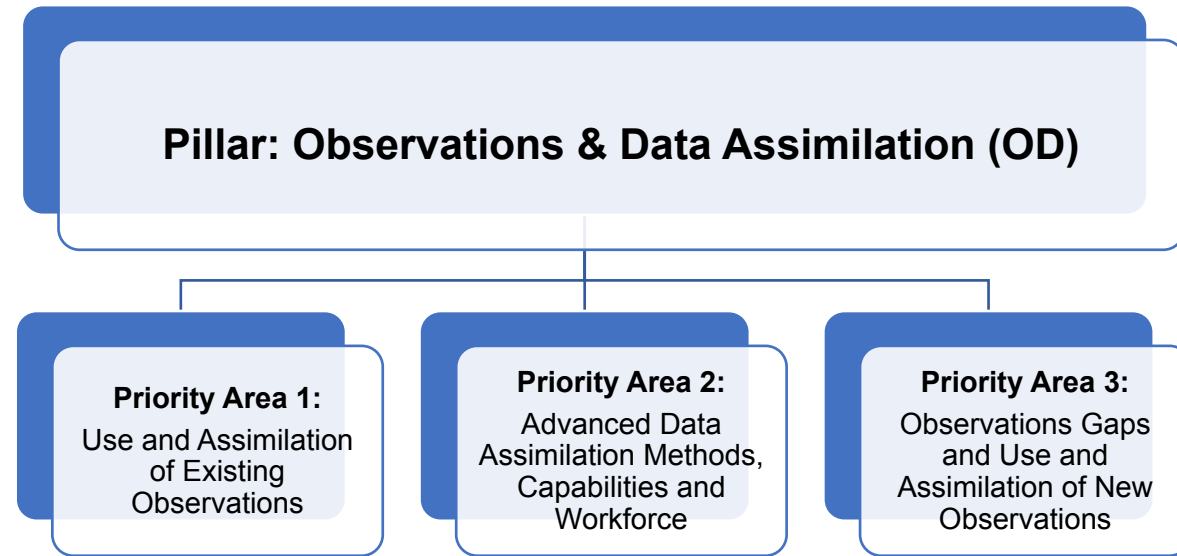 Pillar: Observations & Data Assimilation (OD)
Priority Area 1:
Use and Assimilation
of Existing
Observations
Priority Area 2:
Advanced Data
Assimilation Methods,
Capabilities and
Workforce
Priority Area 3:
Observations Gaps
and Use and
Assimilation of New
Observations